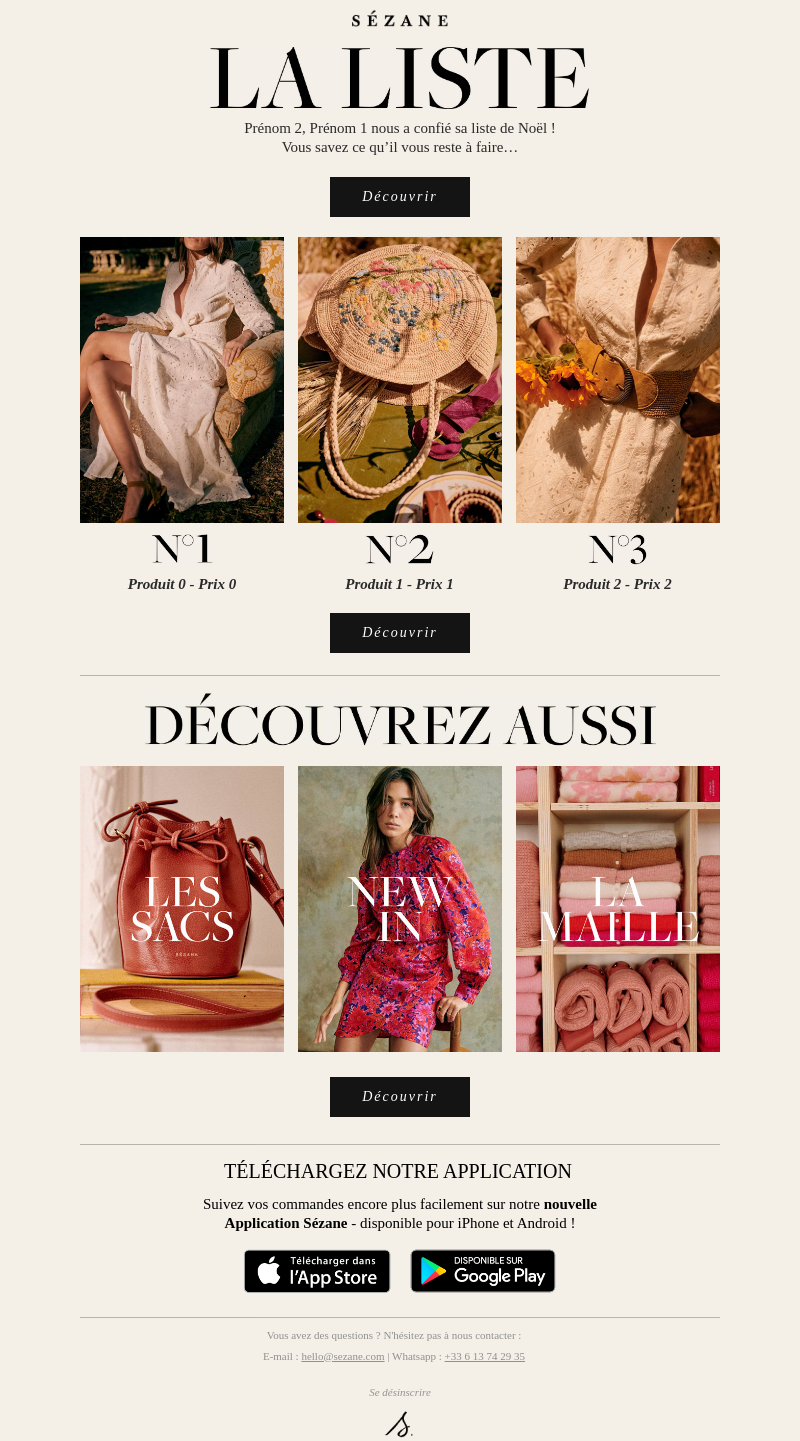 SÉZANE
LA LISTE
Prénom 2, Prénom 1 nous a confié sa liste de Noël !
Vous savez ce qu’il vous reste à faire…
Découvrir
N°1
N°2
N°3
Produit 0 - Prix 0
Produit 1 - Prix 1
Produit 2 - Prix 2
Découvrir
DÉCOUVREZ AUSSI
LES
SACS
SÉZANE
NEW
IN
LA
MAILLE
Découvrir
TÉLÉCHARGEZ NOTRE APPLICATION
Suivez vos commandes encore plus facilement sur notre nouvelle
Application Sézane - disponible pour iPhone et Android !
Télécharger dans
l'App Store
DISPONIBLE SUR
Google Play
Vous avez des questions ? N'hésitez pas à nous contacter :
E-mail : hello@sezane.com | Whatsapp : +33 6 13 74 29 35
Se désinscrire
S.